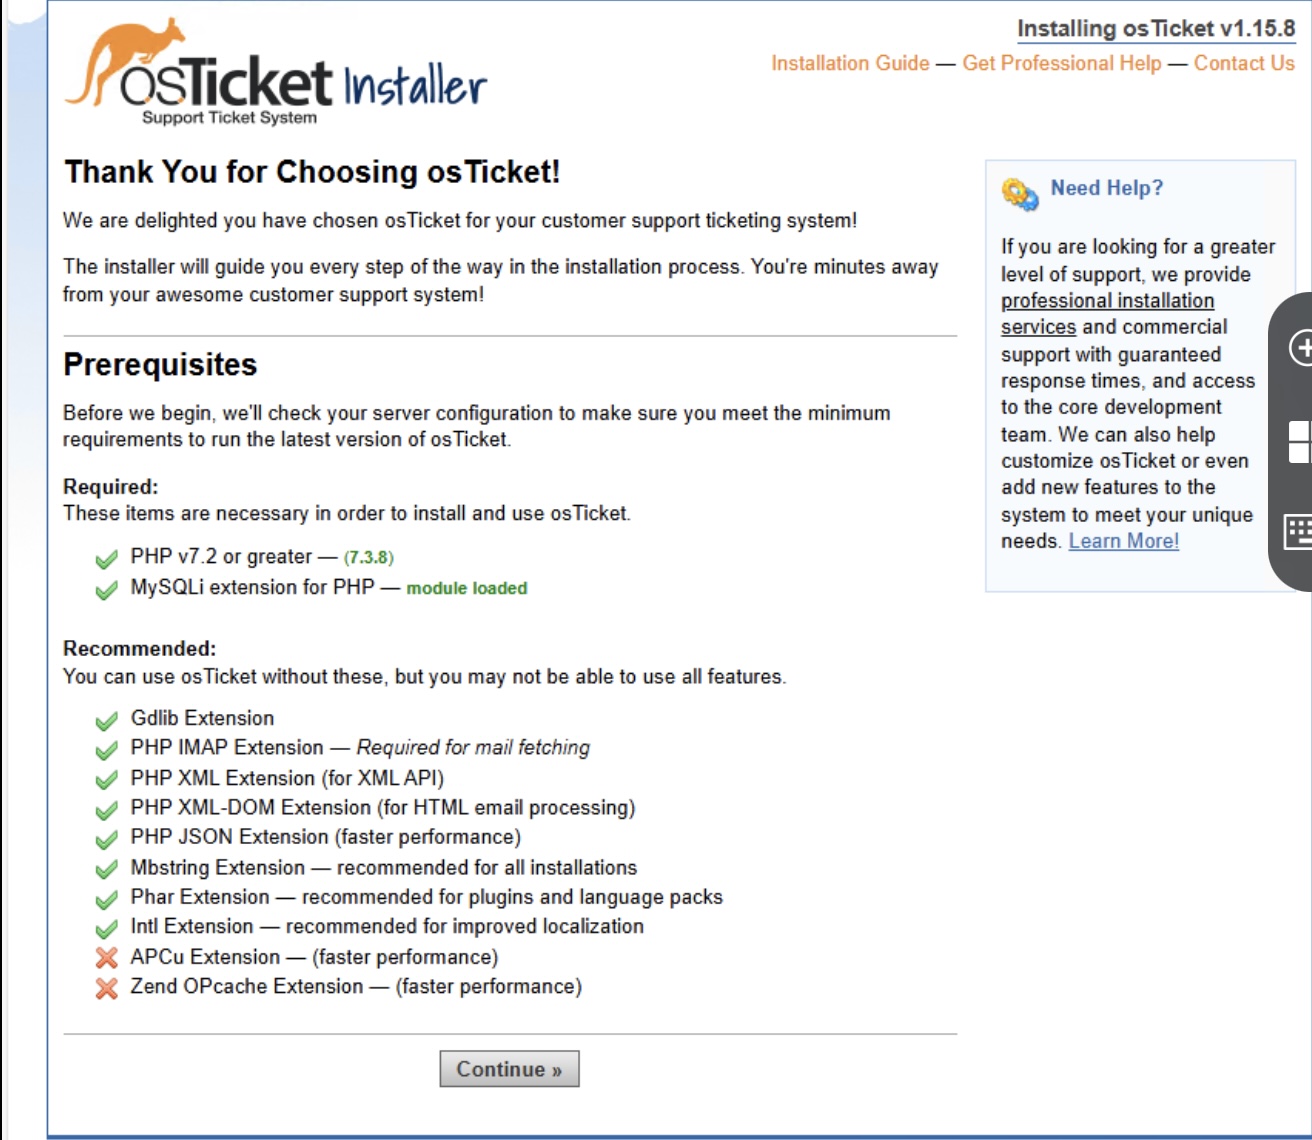 Installing osTicket v1.15.8
Installation Guide — Get Professional Help — Contact Us
osTicket Installer
Support Ticket System
Thank You for Choosing osTicket!
We are delighted you have chosen osTicket for your customer support ticketing system!
The installer will guide you every step of the way in the installation process. You're minutes away
from your awesome customer support system!
Prerequisites
Before we begin, we'll check your server configuration to make sure you meet the minimum
requirements to run the latest version of osTicket.
Required:
These items are necessary in order to install and use osTicket.
PHP v7.2 or greater — (7.3.8)
MySQLi extension for PHP — module loaded
Recommended:
You can use osTicket without these, but you may not be able to use all features.
Gdlib Extension
PHP IMAP Extension — Required for mail fetching
PHP XML Extension (for XML API)
PHP XML-DOM Extension (for HTML email processing)
PHP JSON Extension (faster performance)
Mbstring Extension — recommended for all installations
Phar Extension — recommended for plugins and language packs
Intl Extension — recommended for improved localization
APCu Extension — (faster performance)
Zend OPcache Extension — (faster performance)
Continue »
Need Help?
If you are looking for a greater
level of support, we provide
professional installation
services and commercial
support with guaranteed
response times, and access
to the core development
team. We can also help
customize osTicket or even
add new features to the
system to meet your unique
needs. Learn More!